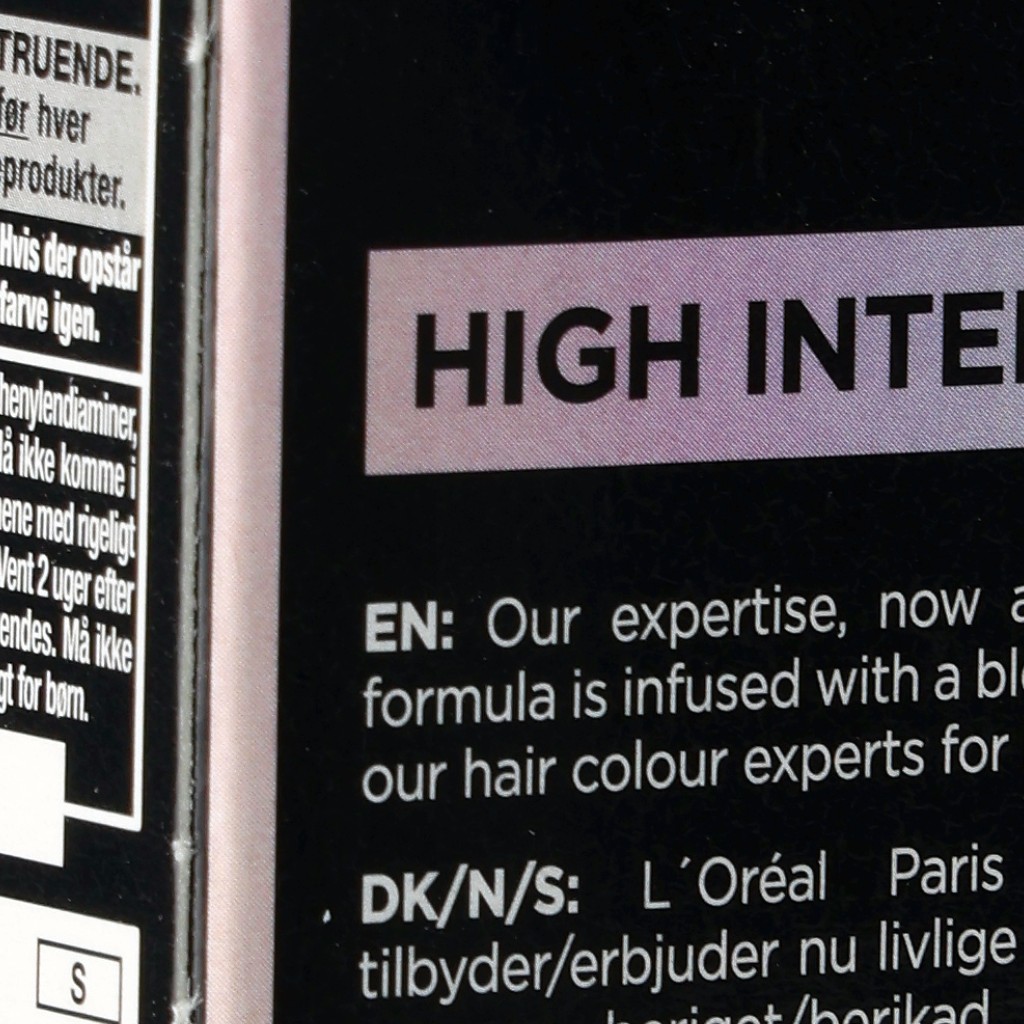 TRUENDE.
før hver
produkter.
Hvis der opstår
farve igen.
henylendiaminer,
ikke komme i
med rigeligt
Vent 2 uger efter
endes. Må ikke
gt for børn.
S
HIGH INTE
EN: Our expertise, now a
formula is infused with a bl
our hair colour experts for
DK/N/S: L´Oréal Paris
tilbyder/erbjuder nu livlige
beriget/berikad